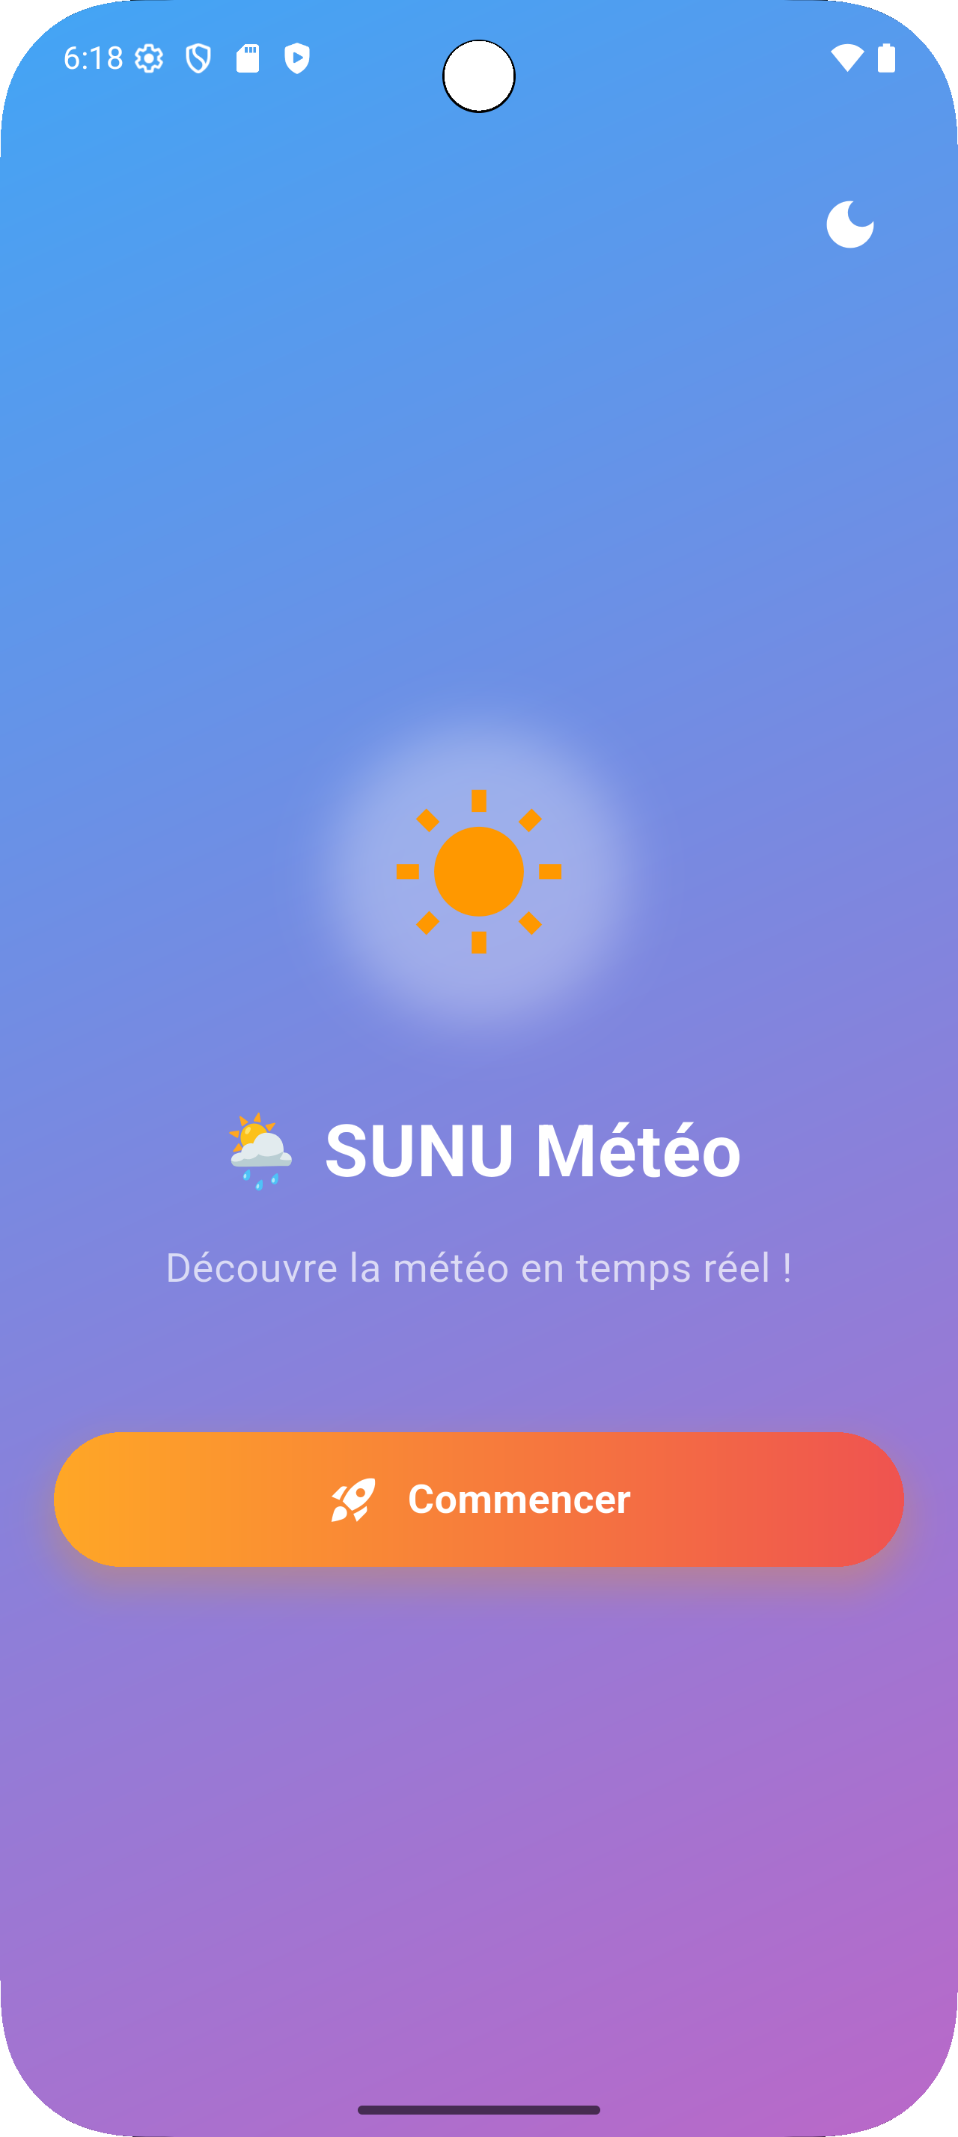 6:18
🌦️ SUNU Météo
Découvre la météo en temps réel !
Commencer